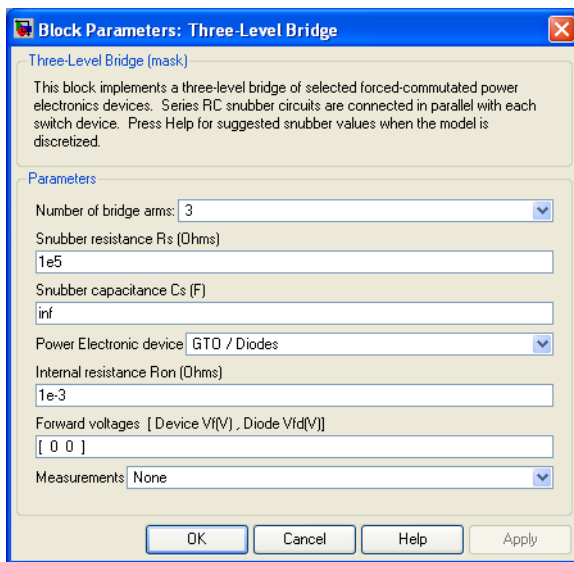 Block Parameters: Three-Level Bridge
Three-Level Bridge (mask)
This block implements a three-level bridge of selected forced-commutated power
electronics devices.  Series RC snubber circuits are connected in parallel with each
switch device.  Press Help for suggested snubber values when the model is
discretized.
Parameters
Number of bridge arms: 3
Snubber resistance Rs (Ohms)
1e5
Snubber capacitance Cs (F)
inf
Power Electronic device GTO / Diodes
Internal resistance Ron (Ohms)
1e-3
Forward voltages  [ Device Vf(V) , Diode Vfd(V)]
[ 0 0 ]
Measurements None
OK Cancel Help Apply